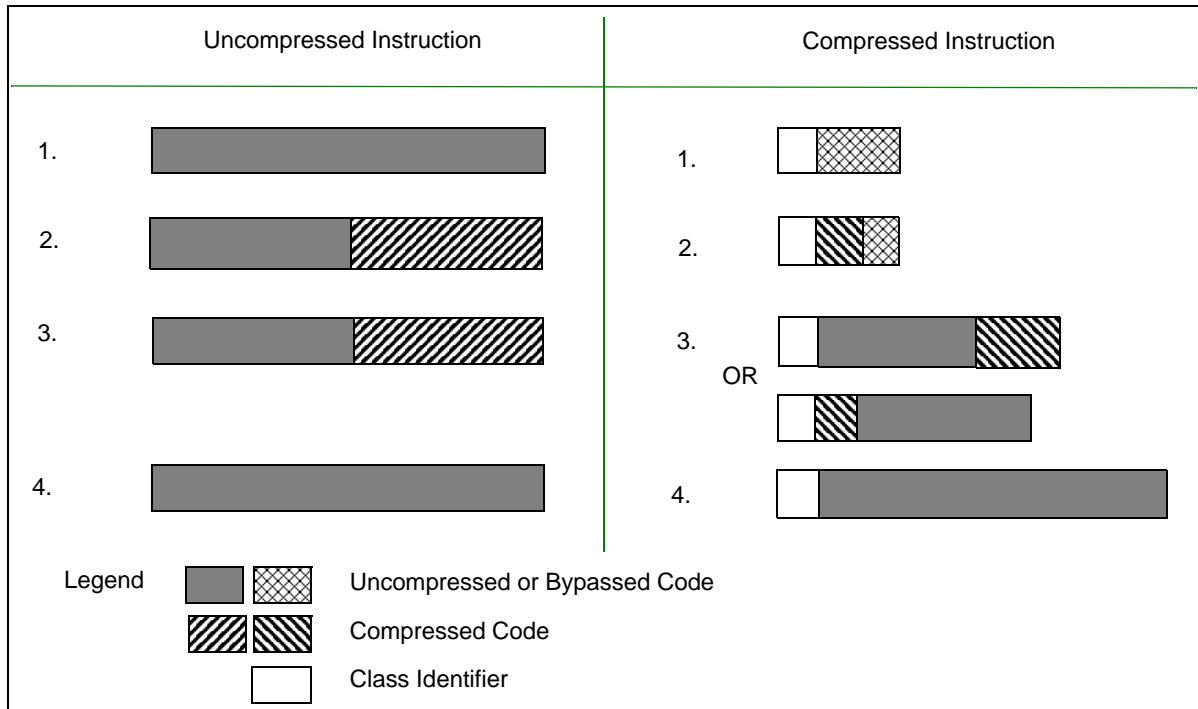 Uncompressed Instruction
Compressed Instruction
1.
1.
2.
2.
3.
3.
OR
4.
4.
Legend
Uncompressed or Bypassed Code
Compressed Code
Class Identifier